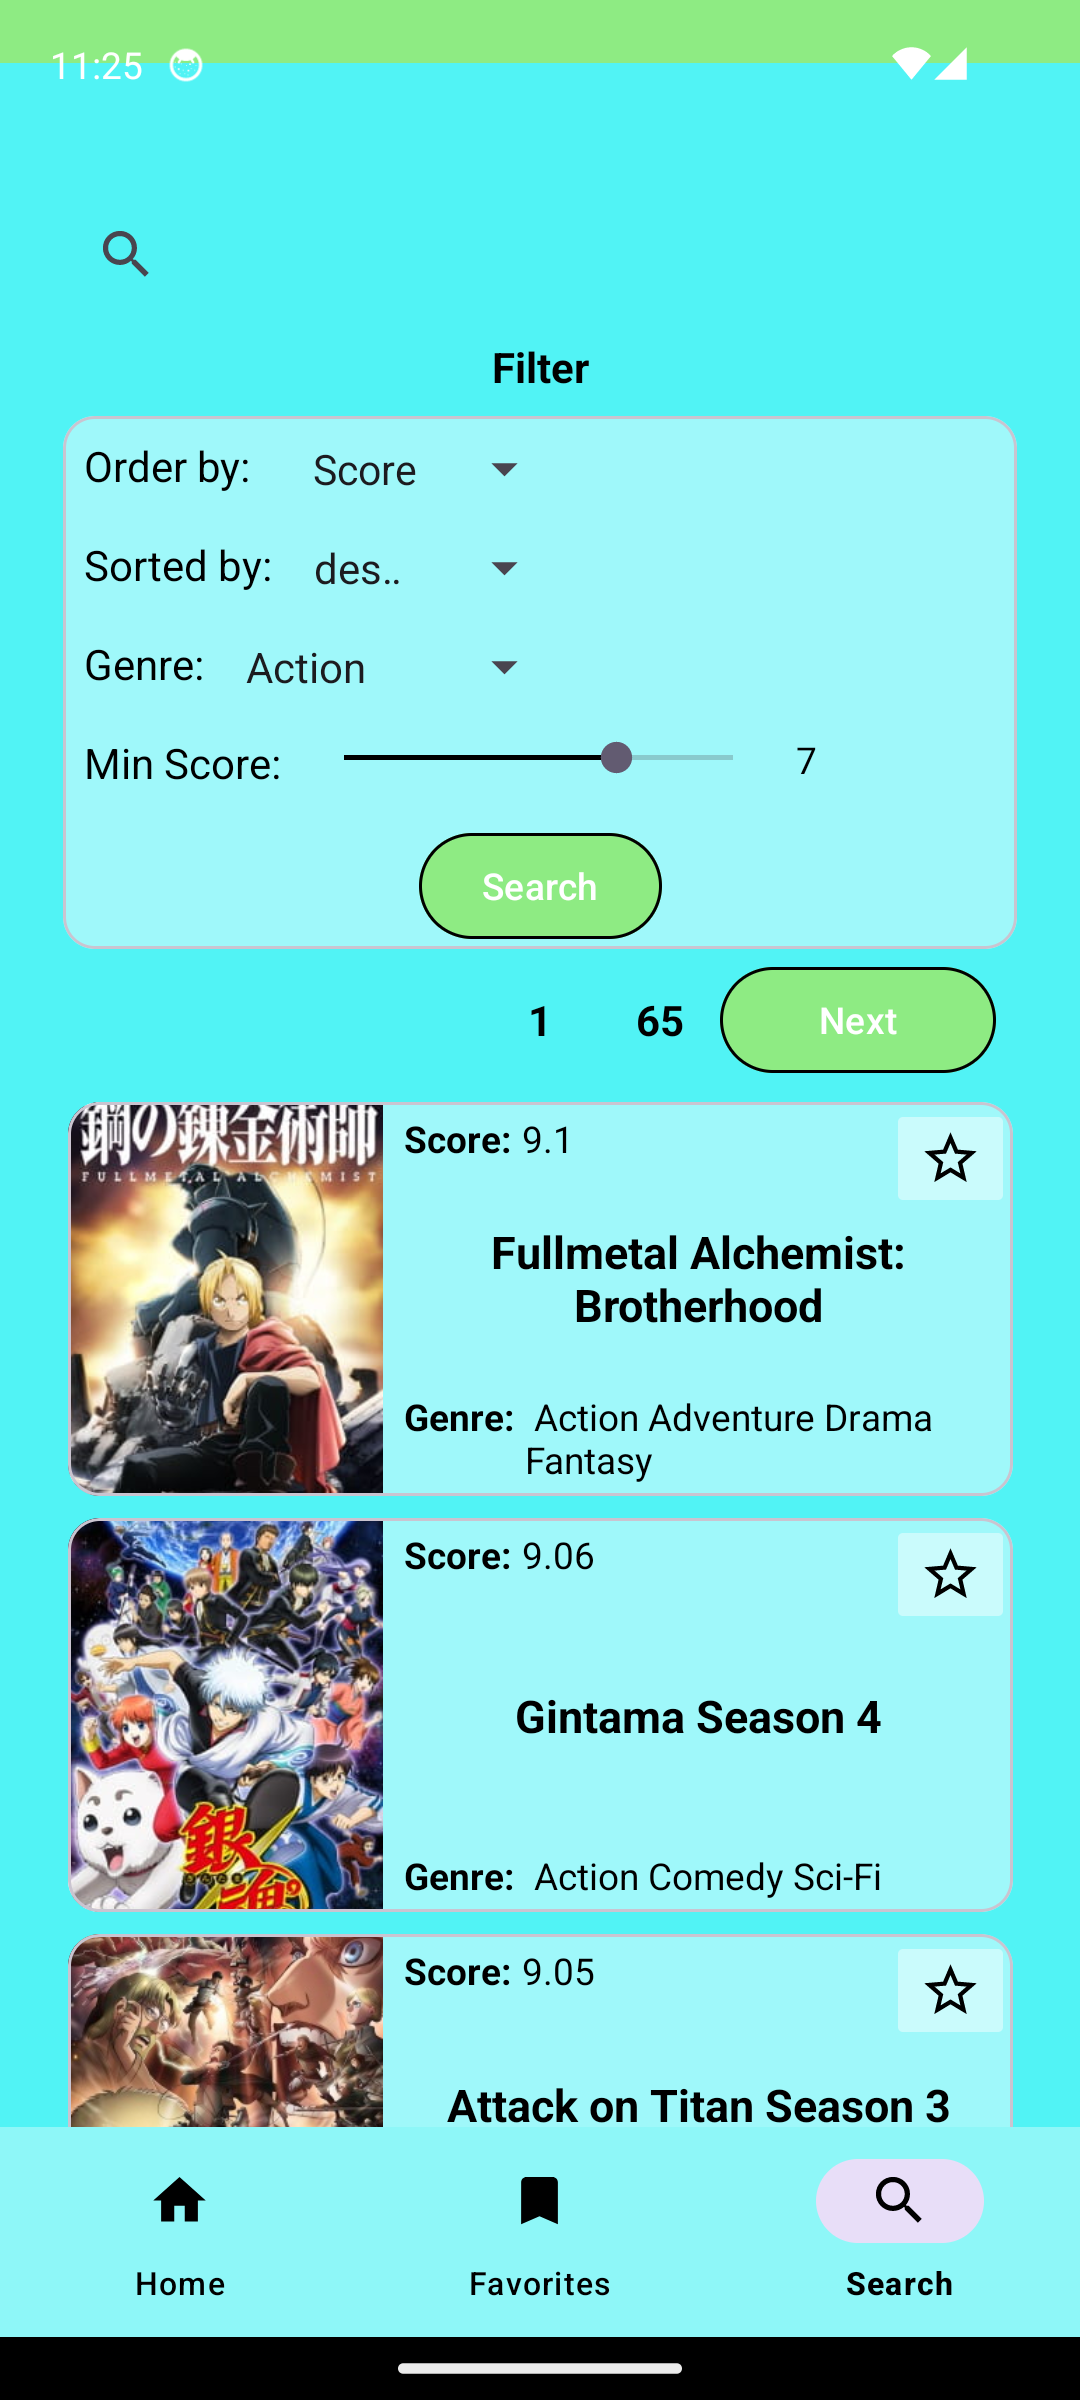 11:25
Filter
Order by: Score
Sorted by: des..
Genre: Action
Min Score: 7
Search
1 65 Next
鋼の錬金術師
FULLMETAL ALCHEMIST
Score: 9.1
Fullmetal Alchemist:
Brotherhood
Genre: Action Adventure Drama
Fantasy
Score: 9.06
Gintama Season 4
銀魂
Genre: Action Comedy Sci-Fi
Score: 9.05
Attack on Titan Season 3
Home Favorites Search